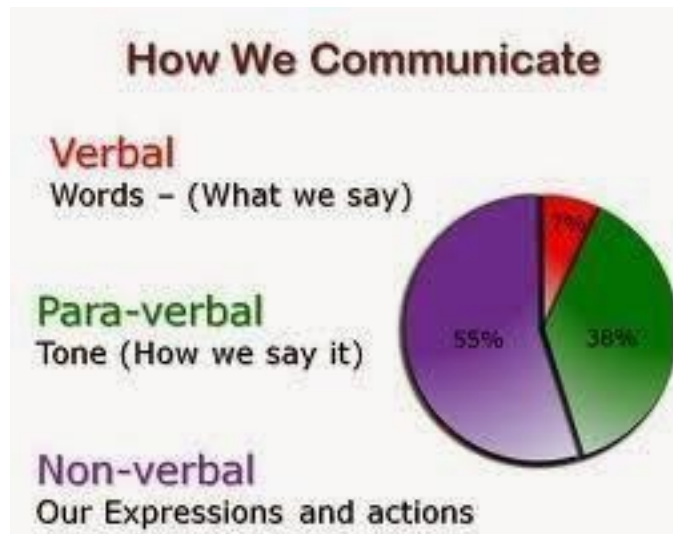 How We Communicate
Verbal
Words – (What we say)
7%
Para-verbal
Tone (How we say it)
55%
38%
Non-verbal
Our Expressions and actions